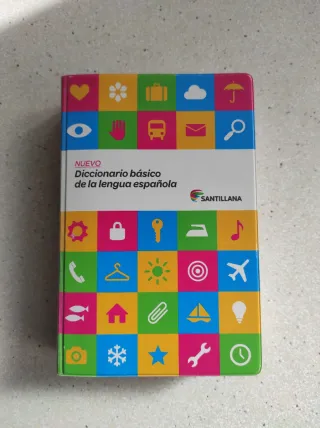 NUEVO
Diccionario básico
de la lengua española
SANTILLANA